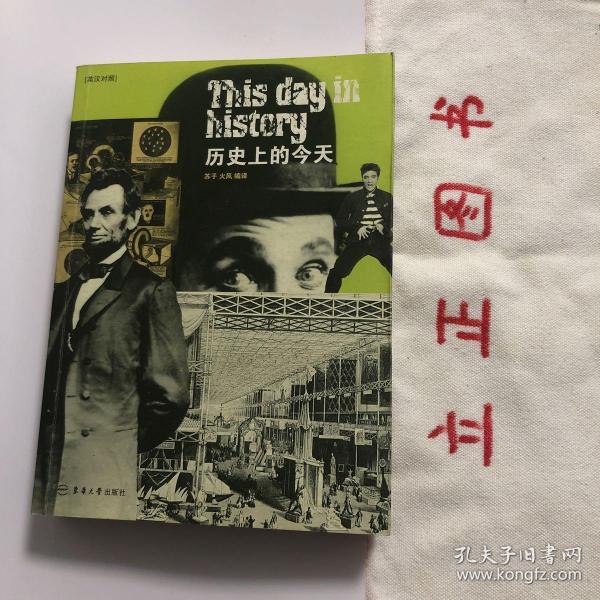 [英汉对照]
This day in
history
历史上的今天
苏子 火风 编译
东华大学出版社
立正图书
孔夫子旧书网
www.kongfz.com